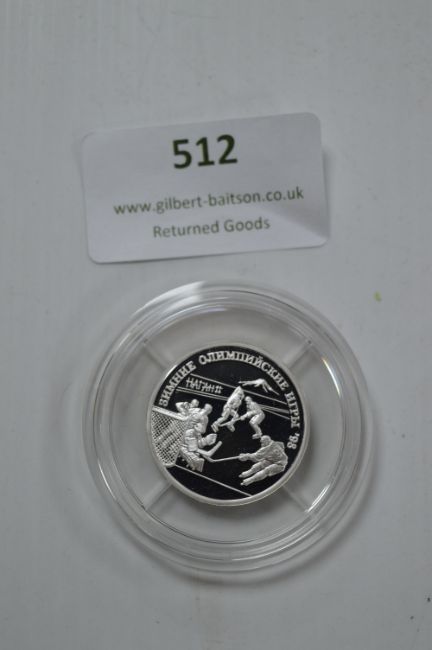 512
www.gilbert-baitson.co.uk
Returned Goods
ЗИМНИЕ ОЛИМПИЙСКИЕ ИГРЫ '98
НАГАНО